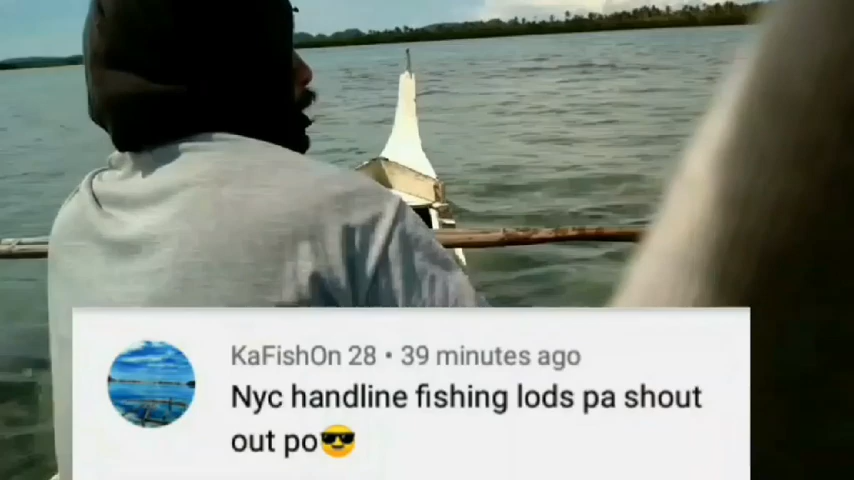 KaFishOn 28 • 39 minutes ago
Nyc handline fishing lods pa shout
out po😎